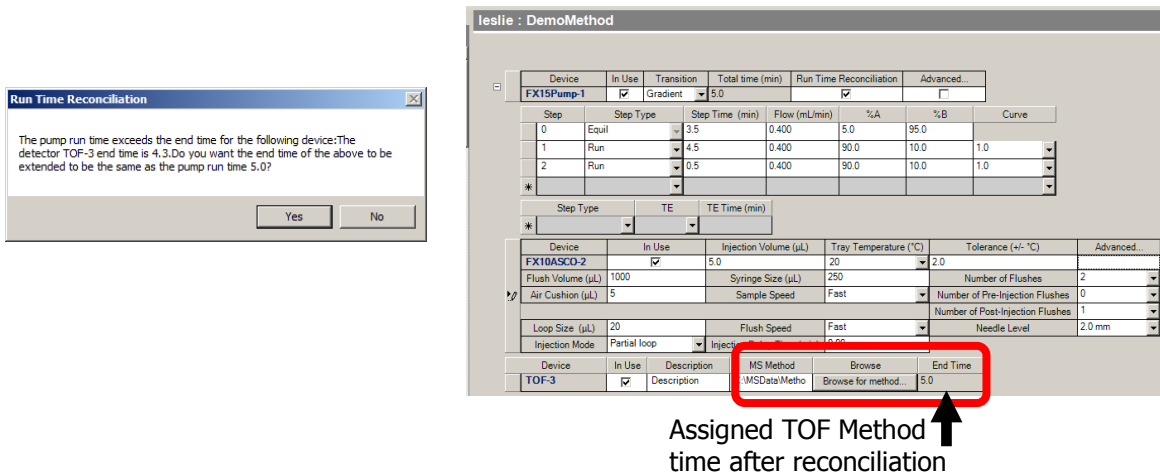 Run Time Reconciliation
The pump run time exceeds the end time for the following device:The
detector TOF-3 end time is 4.3.Do you want the end time of the above to be
extended to be the same as the pump run time 5.0?
Yes No
leslie : DemoMethod
Device In Use Transition Total time (min) Run Time Reconciliation Advanced...
FX15Pump-1 Gradient 5.0
Step Step Type Step Time (min) Flow (mL/min) %A %B Curve
0 Equil 3.5 0.400 5.0 95.0
1 Run 4.5 0.400 90.0 10.0 1.0
2 Run 0.5 0.400 90.0 10.0 1.0
*
Step Type TE TE Time (min)
*
Device In Use Injection Volume (µL) Tray Temperature (°C) Tolerance (+/- °C) Advanced...
FX10ASCO-2 5.0 20 2.0
Flush Volume (µL) 1000 Syringe Size (µL) 250 Number of Flushes 2
Air Cushion (µL) 5 Sample Speed Fast Number of Pre-Injection Flushes 0
Number of Post-Injection Flushes 1
Loop Size (µL) 20 Flush Speed Fast Needle Level 2.0 mm
Injection Mode Partial loop
Device In Use Description MS Method Browse End Time
TOF-3 Description :\MSData\Metho Browse for method... 5.0
Assigned TOF Method
time after reconciliation